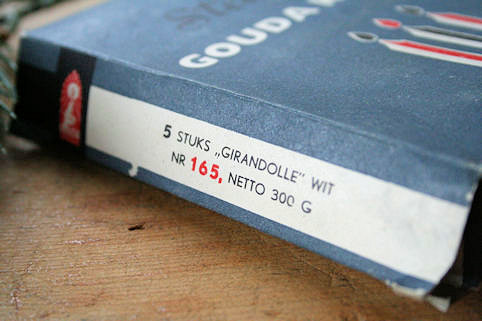 GOUDA
5 STUKS „GIRANDOLLE" WIT
NR 165, NETTO 300 G